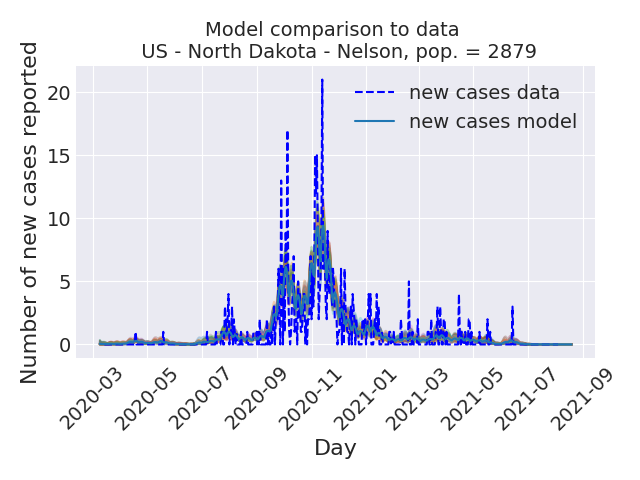 Model comparison to data
US - North Dakota - Nelson, pop. = 2879
Number of new cases reported
20
15
10
5
0
new cases data
new cases model
2020-03
2020-05
2020-07
2020-09
2020-11
2021-01
2021-03
2021-05
2021-07
2021-09
Day